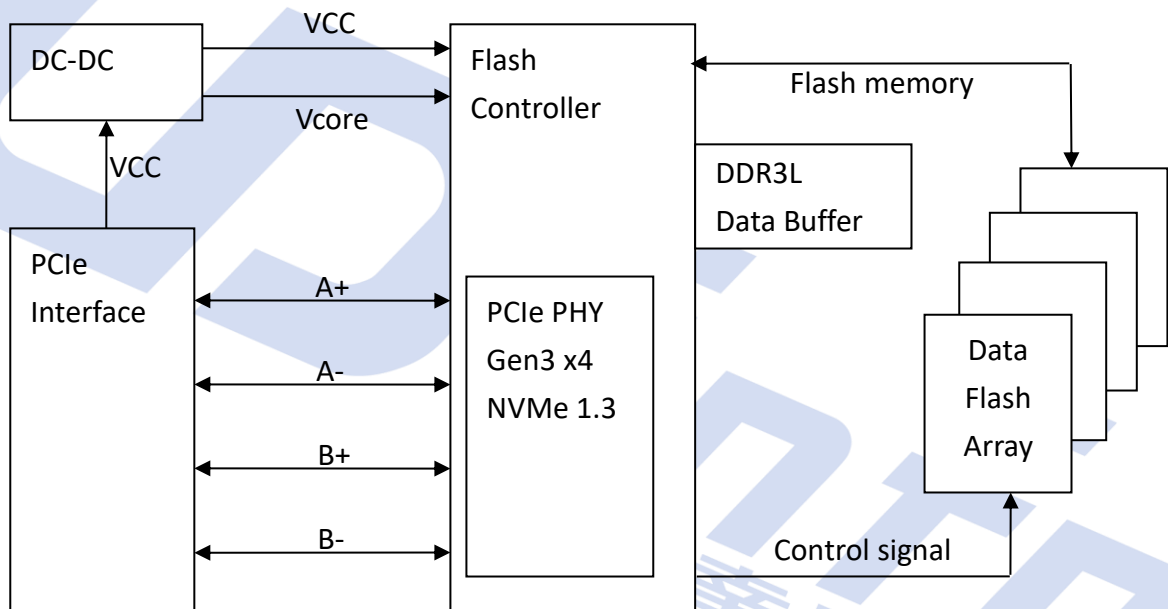 VCC
DC-DC
Vcore
VCC
Flash
Controller
Flash memory
DDR3L
Data Buffer
PCIe
Interface
A+
A-
B+
B-
PCIe PHY
Gen3 x4
NVMe 1.3
Data
Flash
Array
Control signal